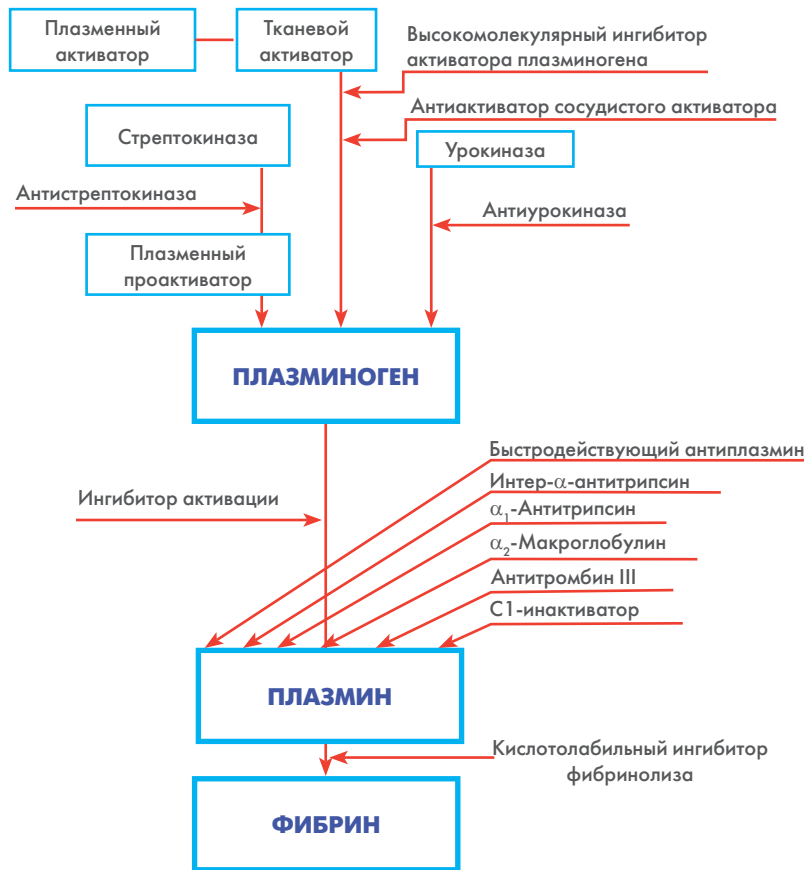 Плазменный
активатор
Тканевой
активатор
Высокомолекулярный ингибитор
активатора плазминогена
Антиактиватор сосудистого активатора
Стрептокиназа
Урокиназа
Антистрептокиназа
Антиурокиназа
Плазменный
проактиватор
ПЛАЗМИНОГЕН
Быстродействующий антиплазмин
Интер-α-антитрипсин
Ингибитор активации
α₁-Антитрипсин
α₂-Макроглобулин
Антитромбин III
С1-инактиватор
ПЛАЗМИН
Кислотолабильный ингибитор
фибринолиза
ФИБРИН